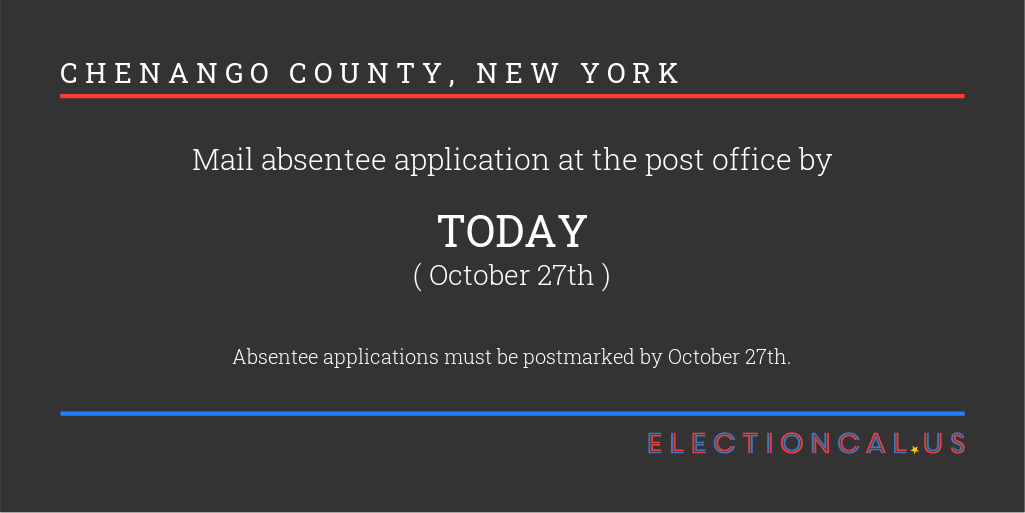 CHENANGO COUNTY, NEW YORK
Mail absentee application at the post office by
TODAY
( October 27th )
Absentee applications must be postmarked by October 27th.
ELECTIONCAL.US